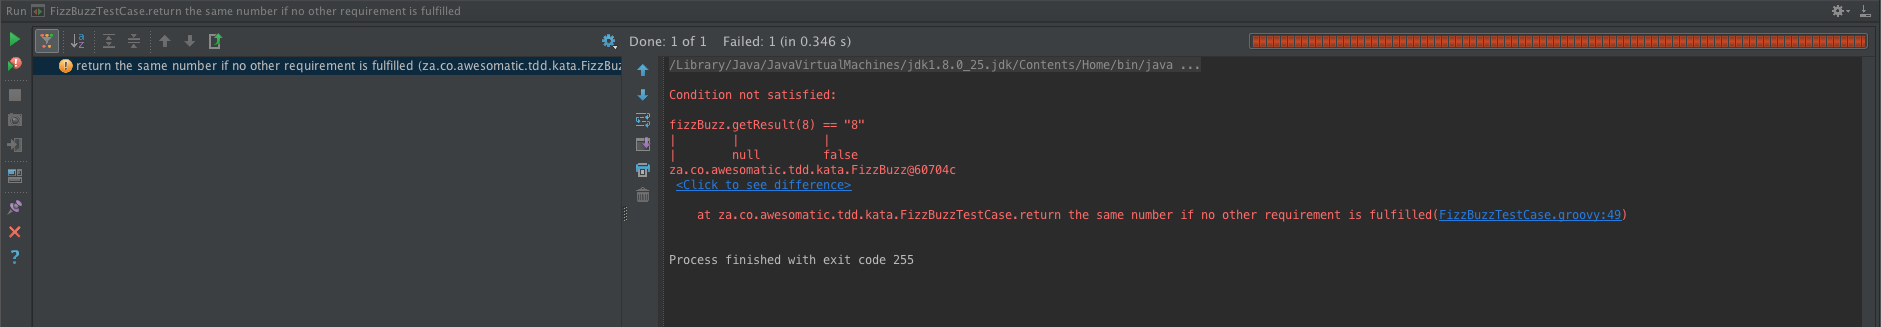 Run FizzBuzzTestCase.return the same number if no other requirement is fulfilled
Done: 1 of 1 Failed: 1 (in 0.346 s)
return the same number if no other requirement is fulfilled (za.co.awesomatic.tdd.kata.FizzBuz
/Library/Java/JavaVirtualMachines/jdk1.8.0_25.jdk/Contents/Home/bin/java ...
Condition not satisfied:
fizzBuzz.getResult(8) == "8"
| | |
| null false
za.co.awesomatic.tdd.kata.FizzBuzz@60704c
<Click to see difference>
at za.co.awesomatic.tdd.kata.FizzBuzzTestCase.return the same number if no other requirement is fulfilled(FizzBuzzTestCase.groovy:49)
Process finished with exit code 255